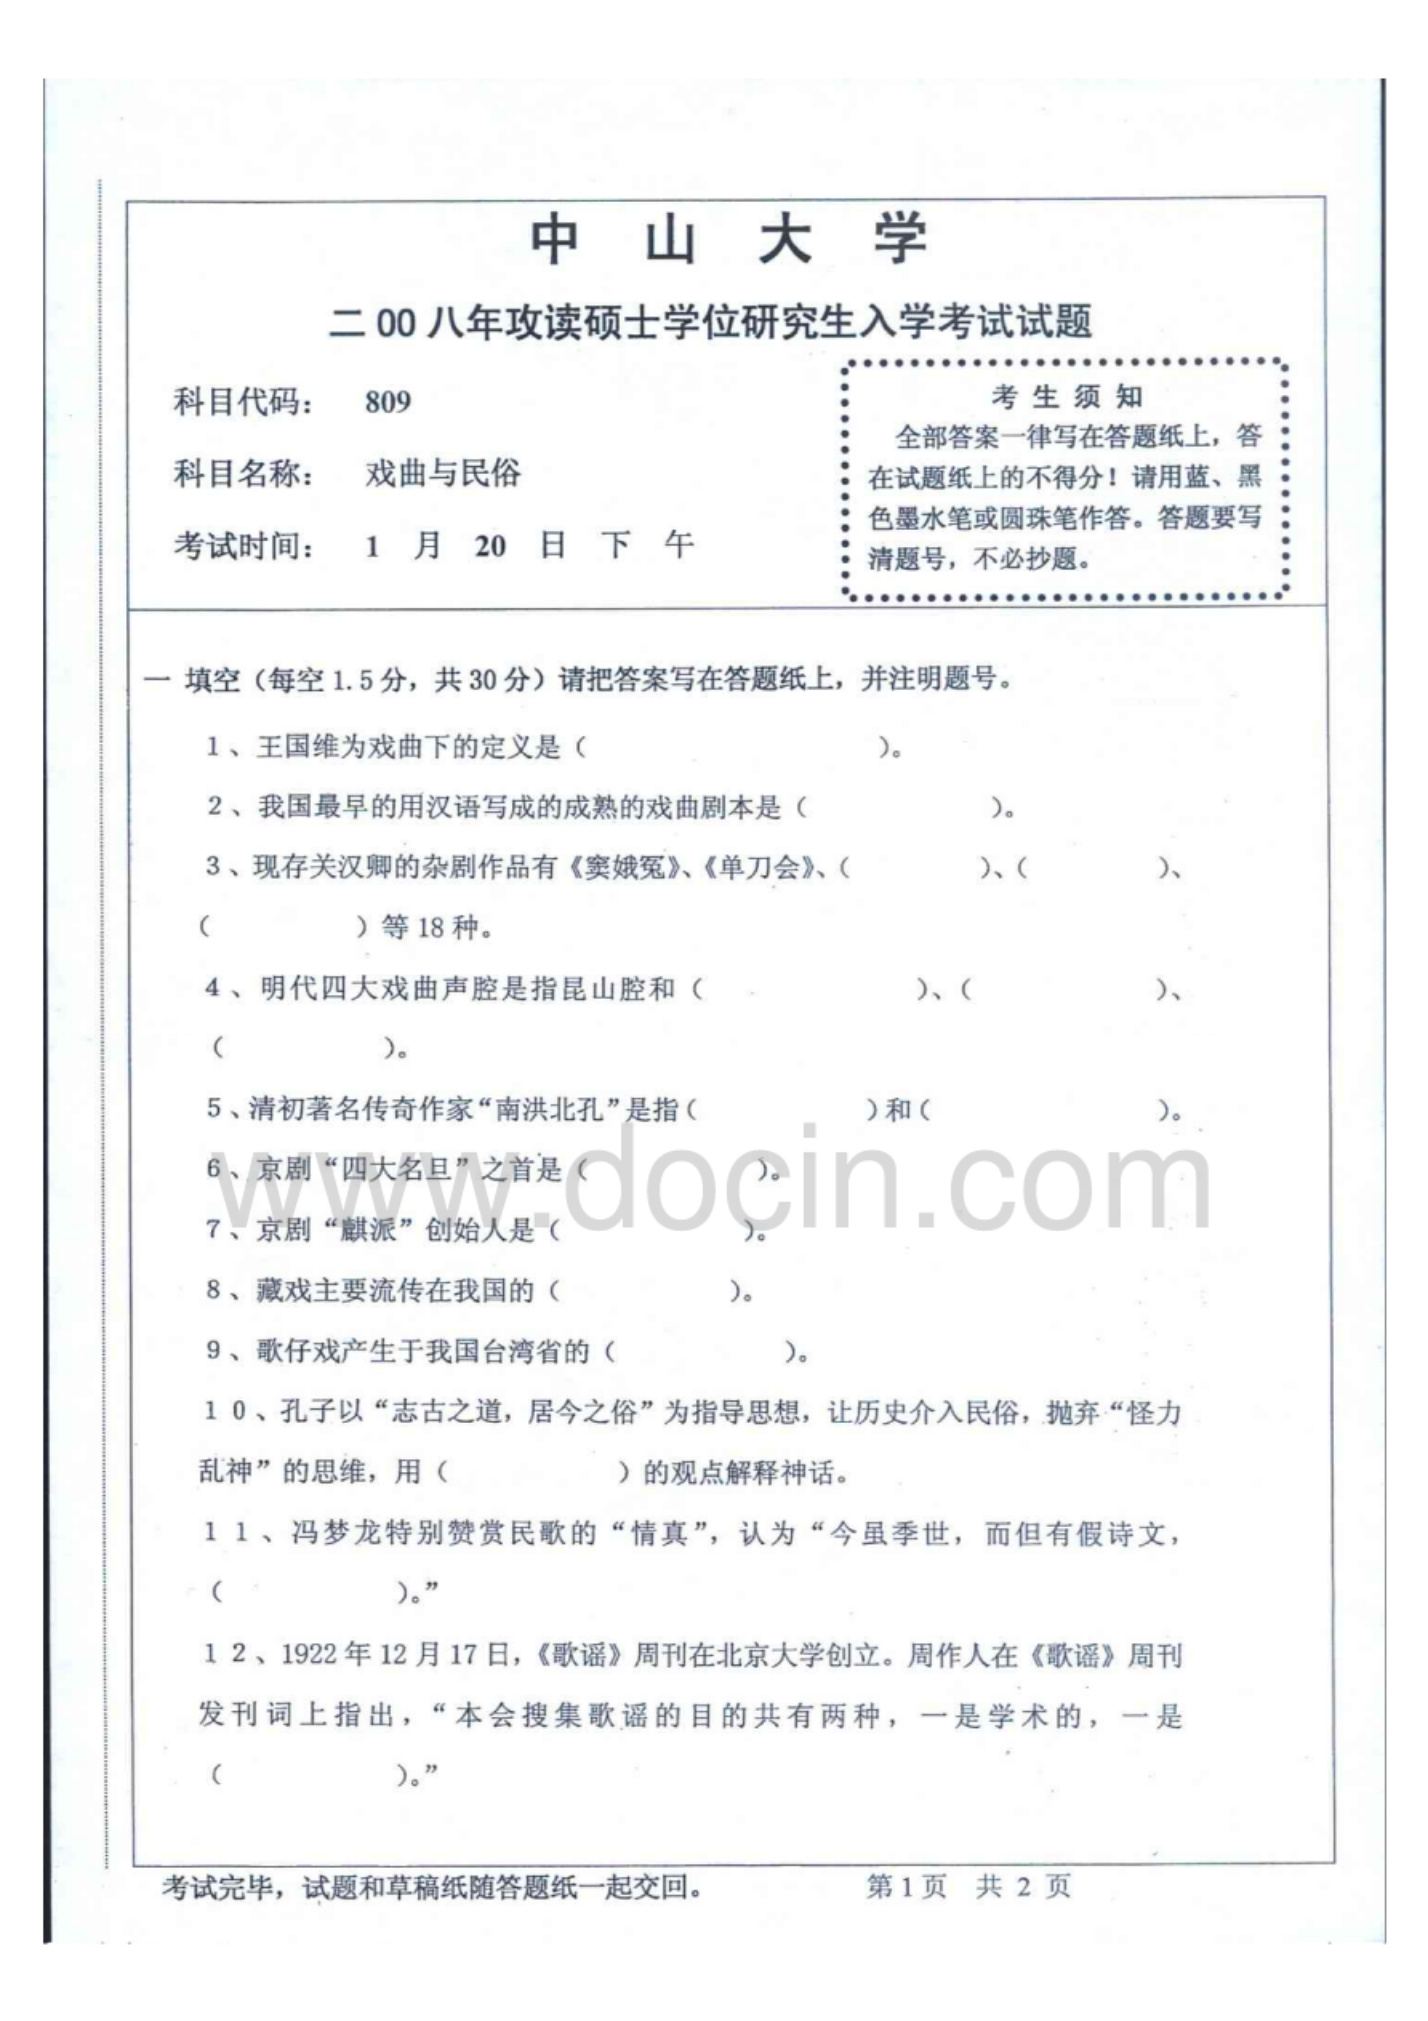 中 山 大 学
二00八年攻读硕士学位研究生入学考试试题
科目代码： 809
科目名称： 戏曲与民俗
考试时间： 1 月 20 日 下 午
考 生 须 知
全部答案一律写在答题纸上，答
在试题纸上的不得分！请用蓝、黑
色墨水笔或圆珠笔作答。答题要写
清题号，不必抄题。
一 填空（每空 1.5 分，共 30 分）请把答案写在答题纸上，并注明题号。
1、王国维为戏曲下的定义是（ ）。
2、我国最早的用汉语写成的成熟的戏曲剧本是（ ）。
3、现存关汉卿的杂剧作品有《窦娥冤》、《单刀会》、（ ）、（ ）、
（ ）等 18 种。
4、明代四大戏曲声腔是指昆山腔和（ ）、（ ）、
（ ）。
5、清初著名传奇作家“南洪北孔”是指（ ）和（ ）。
6、京剧“四大名旦”之首是（ ）。
7、京剧“麒派”创始人是（ ）。
8、藏戏主要流传在我国的（ ）。
9、歌仔戏产生于我国台湾省的（ ）。
10、孔子以“志古之道，居今之俗”为指导思想，让历史介入民俗，抛弃“怪力
乱神”的思维，用（ ）的观点解释神话。
11、冯梦龙特别赞赏民歌的“情真”，认为“今虽季世，而但有假诗文，
（ ）。”
12、1922 年 12 月 17 日，《歌谣》周刊在北京大学创立。周作人在《歌谣》周刊
发刊词上指出，“本会搜集歌谣的目的共有两种，一是学术的，一是
（ ）。”
考试完毕，试题和草稿纸随答题纸一起交回。 第 1 页 共 2 页
www.docin.com